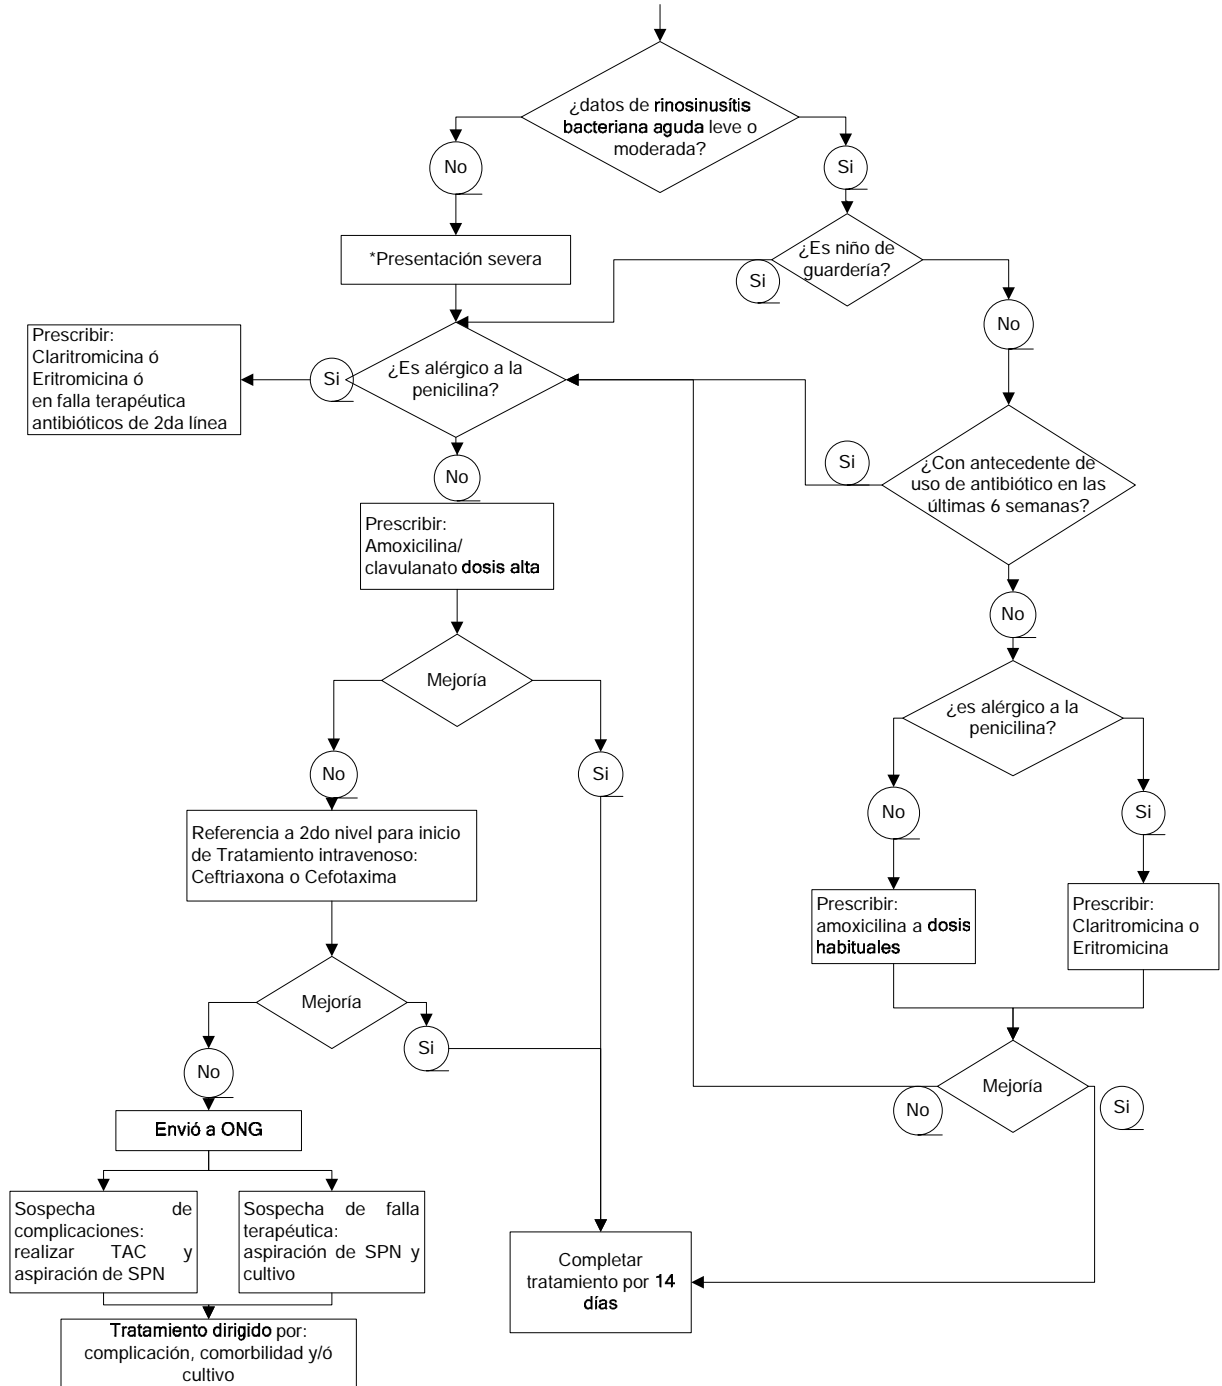 ¿datos de rinosinusítis
bacteriana aguda leve o
moderada?
No
Si
*Presentación severa
¿Es niño de
guardería?
Si
No
Prescribir:
Claritromicina ó
Eritromicina ó
en falla terapéutica
antibióticos de 2da línea
Si
¿Es alérgico a la
penicilina?
No
Si
¿Con antecedente de
uso de antibiótico en las
últimas 6 semanas?
Prescribir:
Amoxicilina/
clavulanato dosis alta
No
Mejoría
¿es alérgico a la
penicilina?
No
Si
No
Si
Referencia a 2do nivel para inicio
de Tratamiento intravenoso:
Ceftriaxona o Cefotaxima
Prescribir:
amoxicilina a dosis
habituales
Prescribir:
Claritromicina o
Eritromicina
Mejoría
Si
No
Mejoría
No
Si
Envió a ONG
Sospecha de
complicaciones:
realizar TAC y
aspiración de SPN
Sospecha de falla
terapéutica:
aspiración de SPN y
cultivo
Completar
tratamiento por 14
días
Tratamiento dirigido por:
complicación, comorbilidad y/ó
cultivo